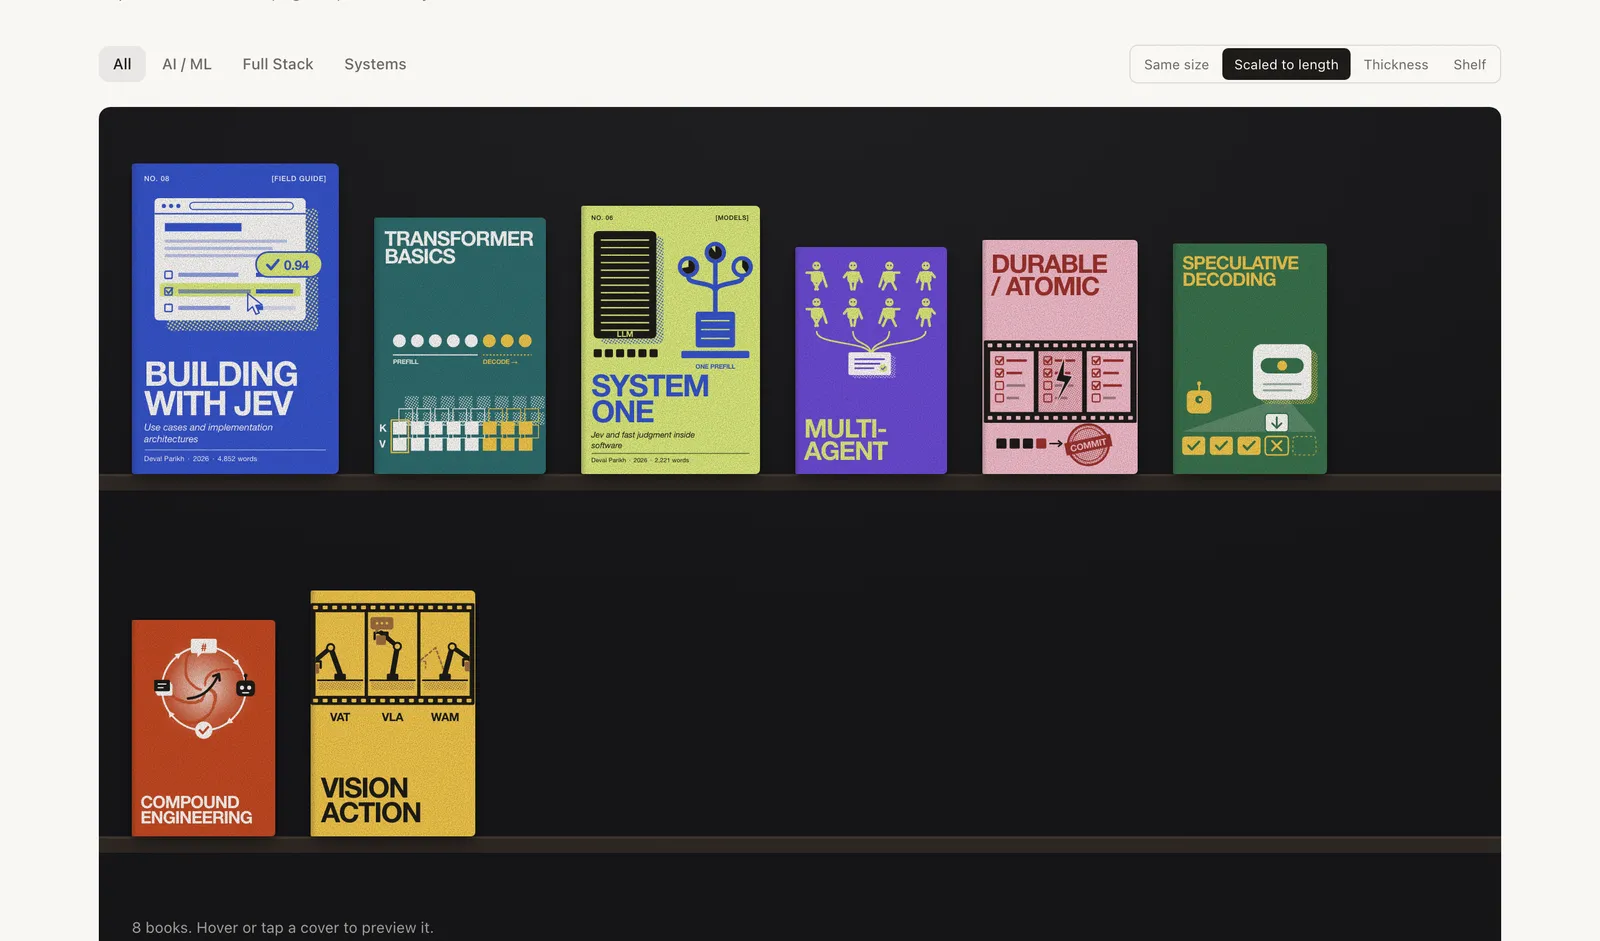 All
AI / ML
Full Stack
Systems
Same size
Scaled to length
Thickness
Shelf
NO. 08
[FIELD GUIDE]
0.94
BUILDING
WITH JEV
Use cases and implementation
architectures
Deval Parikh · 2026 · 4,852 words
TRANSFORMER
BASICS
PREFILL
DECODE→
K
V
NO. 06
[MODELS]
LLM
ONE PREFILL
SYSTEM
ONE
Jev and fast judgment inside
software
Deval Parikh · 2026 · 2,221 words
MULTI-
AGENT
DURABLE
/ ATOMIC
COMMIT
SPECULATIVE
DECODING
#
COMPOUND
ENGINEERING
VAT
VLA
WAM
VISION
ACTION
8 books. Hover or tap a cover to preview it.